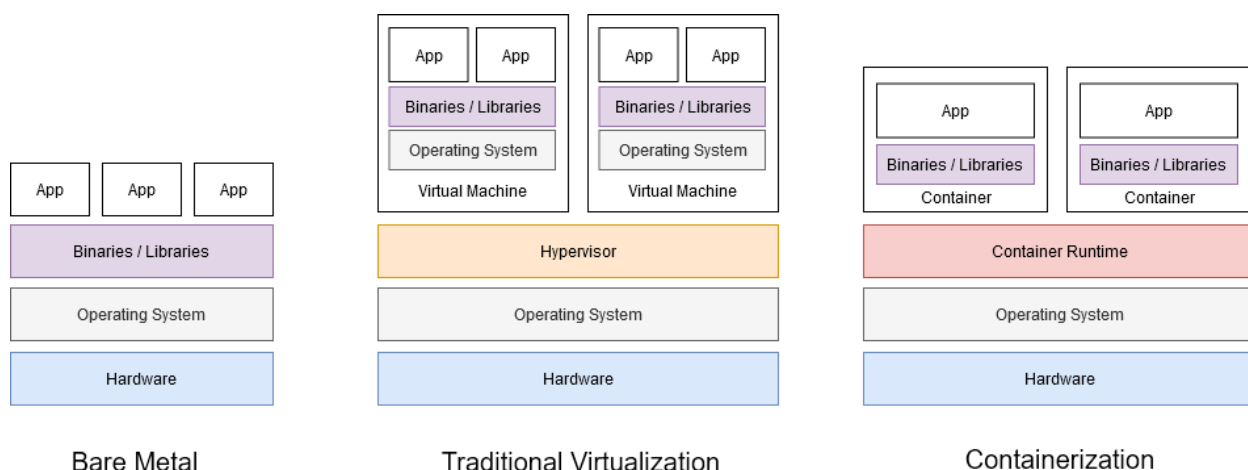 App
App
App
Binaries / Libraries
Operating System
Hardware
Bare Metal
App
App
Binaries / Libraries
Operating System
Virtual Machine
App
App
Binaries / Libraries
Operating System
Virtual Machine
Hypervisor
Operating System
Hardware
Traditional Virtualization
App
Binaries / Libraries
Container
App
Binaries / Libraries
Container
Container Runtime
Operating System
Hardware
Containerization